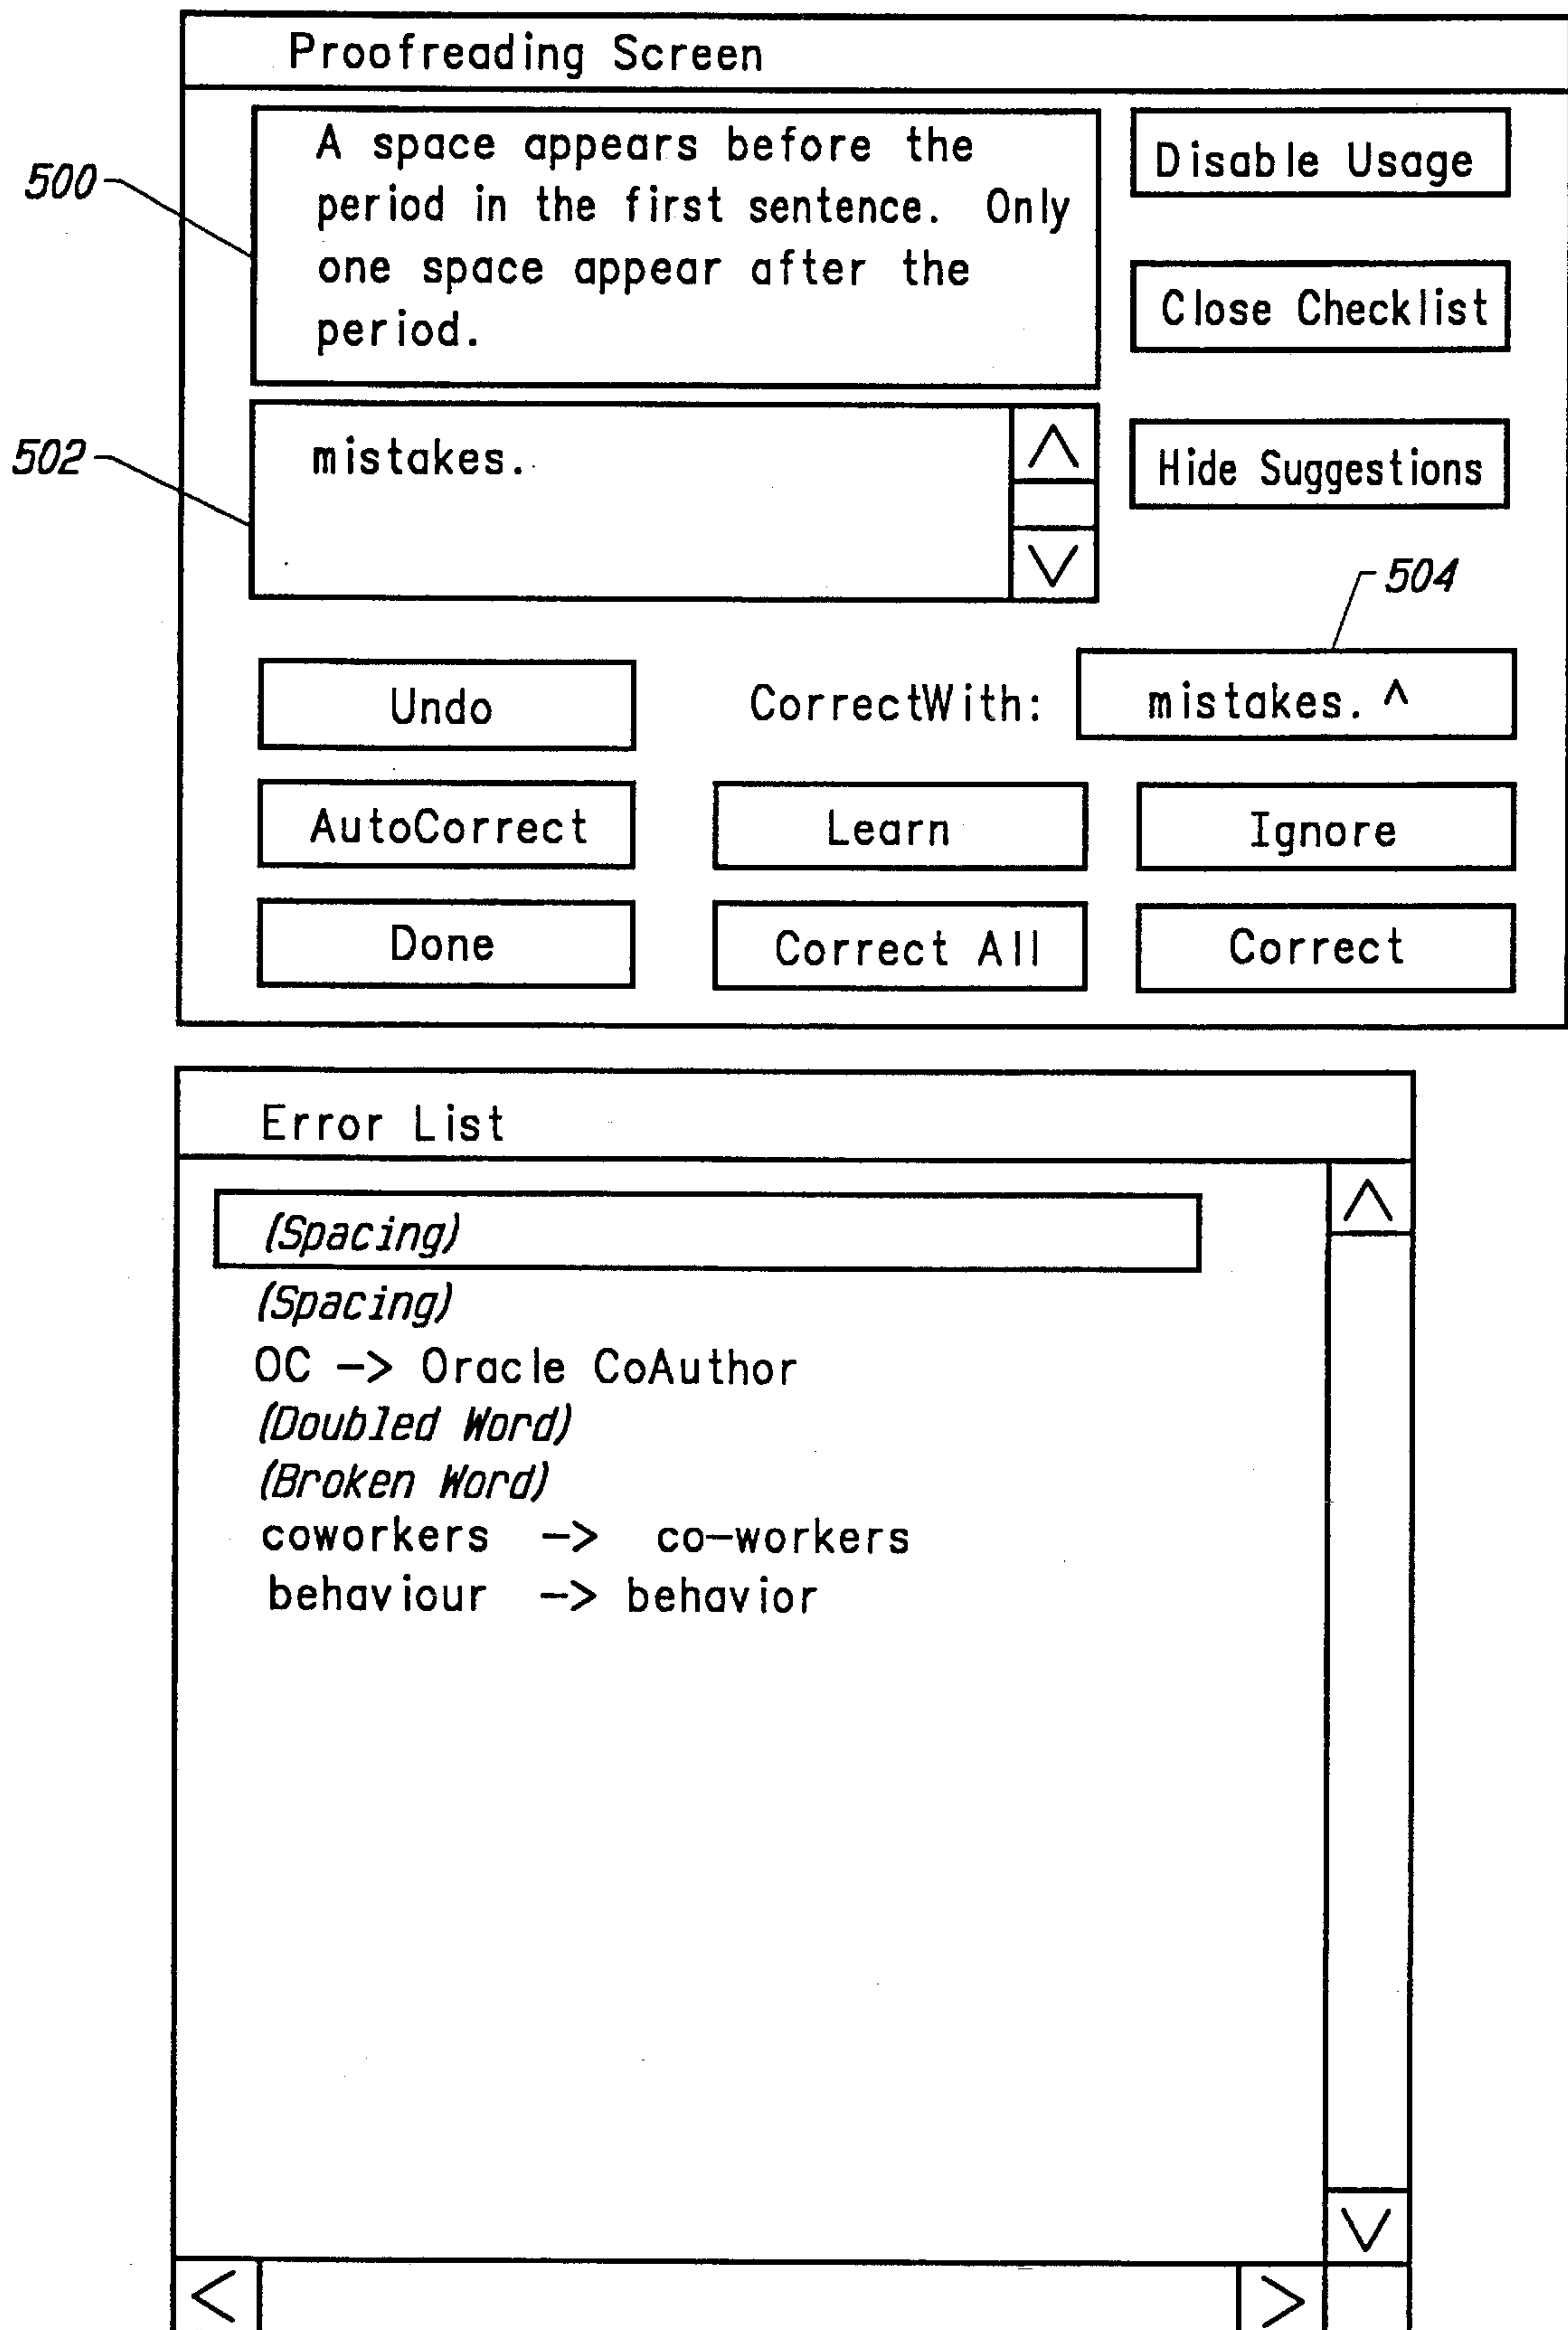 Proofreading Screen
500
A space appears before the
period in the first sentence. Only
one space appear after the
period.
Disable Usage
Close Checklist
502
mistakes.
Hide Suggestions
504
Undo
CorrectWith:
mistakes. ^
AutoCorrect
Learn
Ignore
Done
Correct All
Correct
Error List
(Spacing)
(Spacing)
OC -> Oracle CoAuthor
(Doubled Word)
(Broken Word)
coworkers -> co-workers
behaviour -> behavior